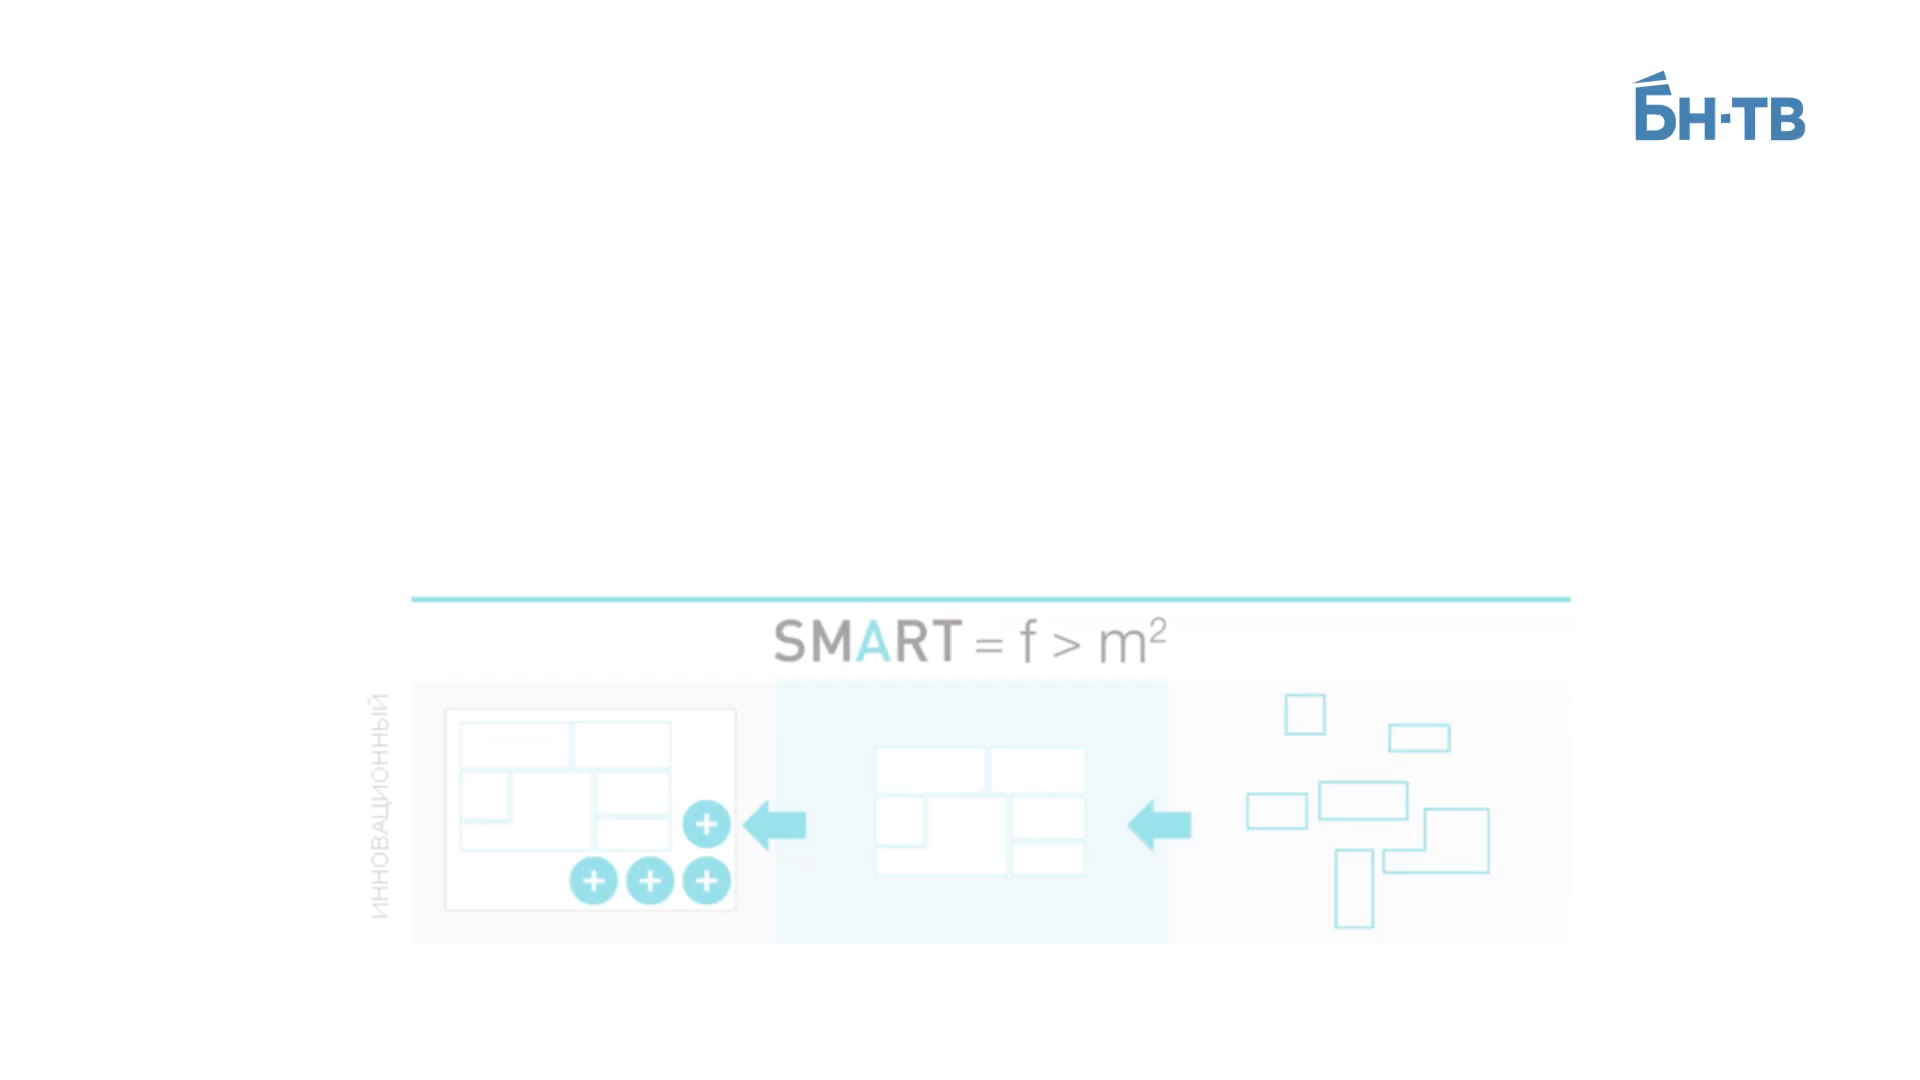 БН·ТВ
SMART = f > m²
ИННОВАЦИОННЫЙ